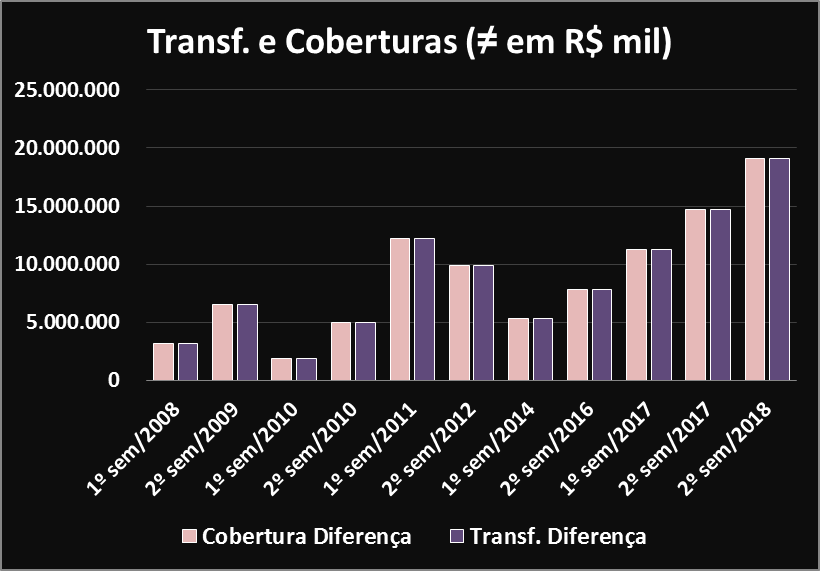 Transf. e Coberturas (≠ em R$ mil)
25.000.000
20.000.000
15.000.000
10.000.000
5.000.000
0
1º sem/2008
2º sem/2009
1º sem/2010
2º sem/2010
1º sem/2011
2º sem/2012
1º sem/2014
2º sem/2016
1º sem/2017
2º sem/2017
2º sem/2018
Cobertura Diferença
Transf. Diferença